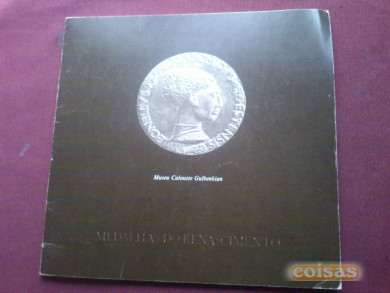 Museu Calouste Gulbenkian
MEDALHAS DO RENASCIMENTO
coisas